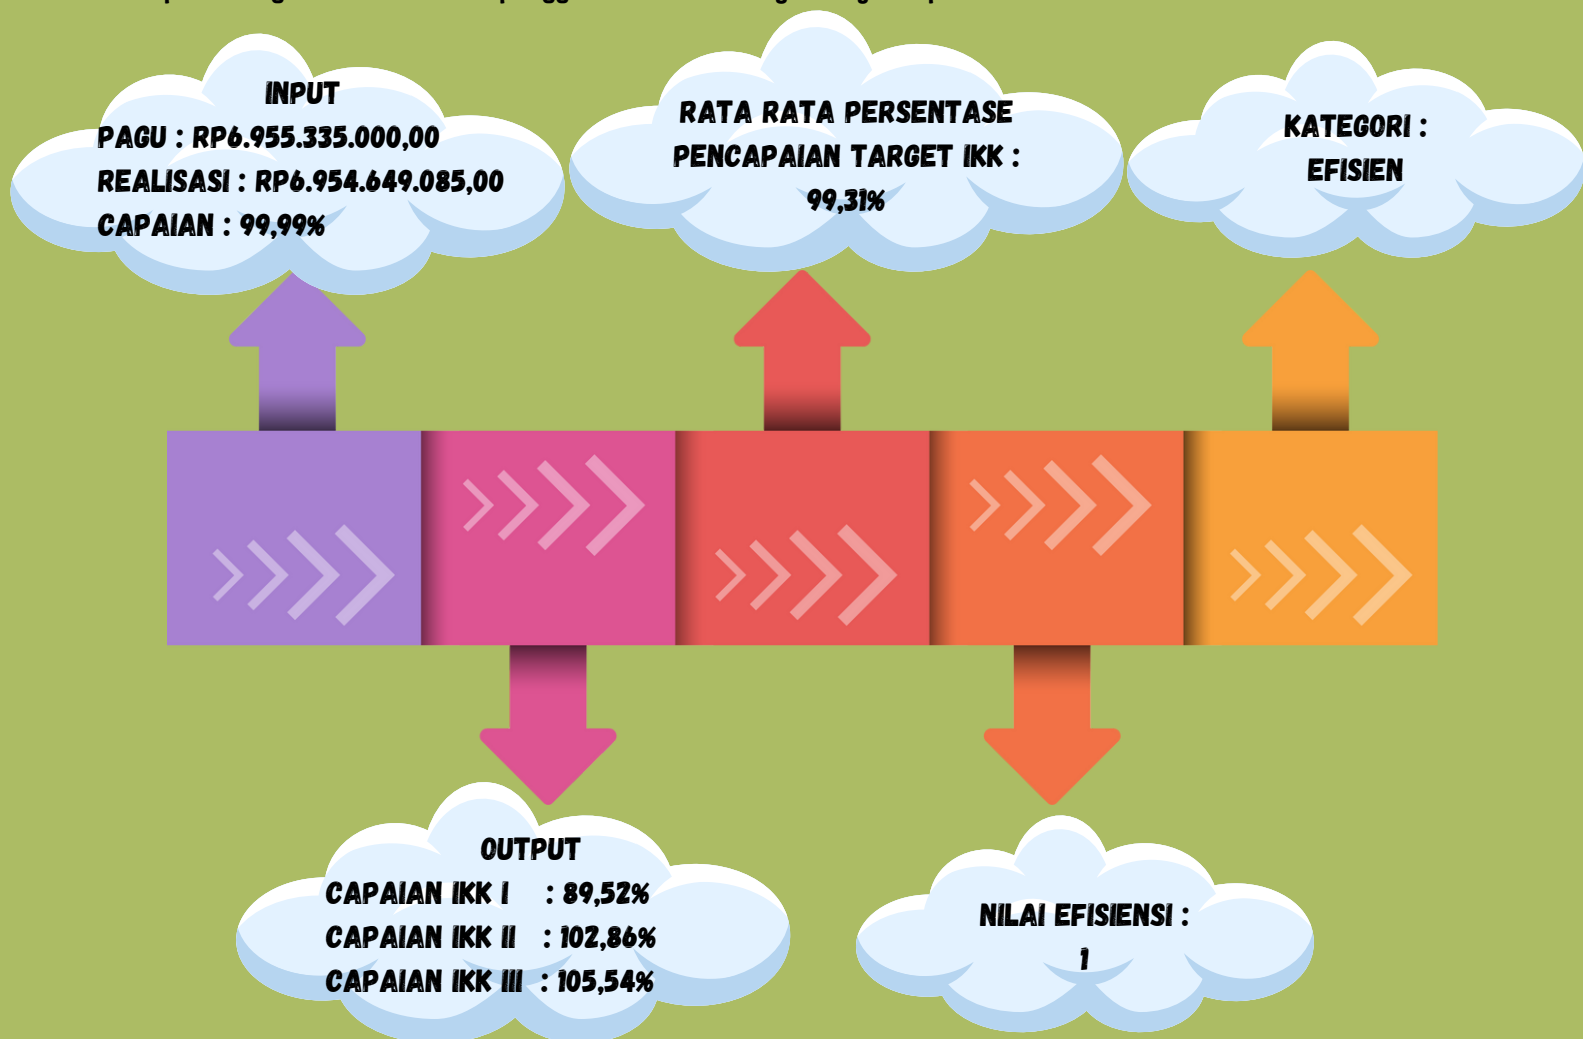 INPUT
PAGU : RP6.955.335.000,00
REALISASI : RP6.954.649.085,00
CAPAIAN : 99,99%
OUTPUT
CAPAIAN IKK I : 89,52%
CAPAIAN IKK II : 102,86%
CAPAIAN IKK III : 105,54%
RATA RATA PERSENTASE
PENCAPAIAN TARGET IKK :
99,31%
NILAI EFISIENSI :
1
KATEGORI :
EFISIEN